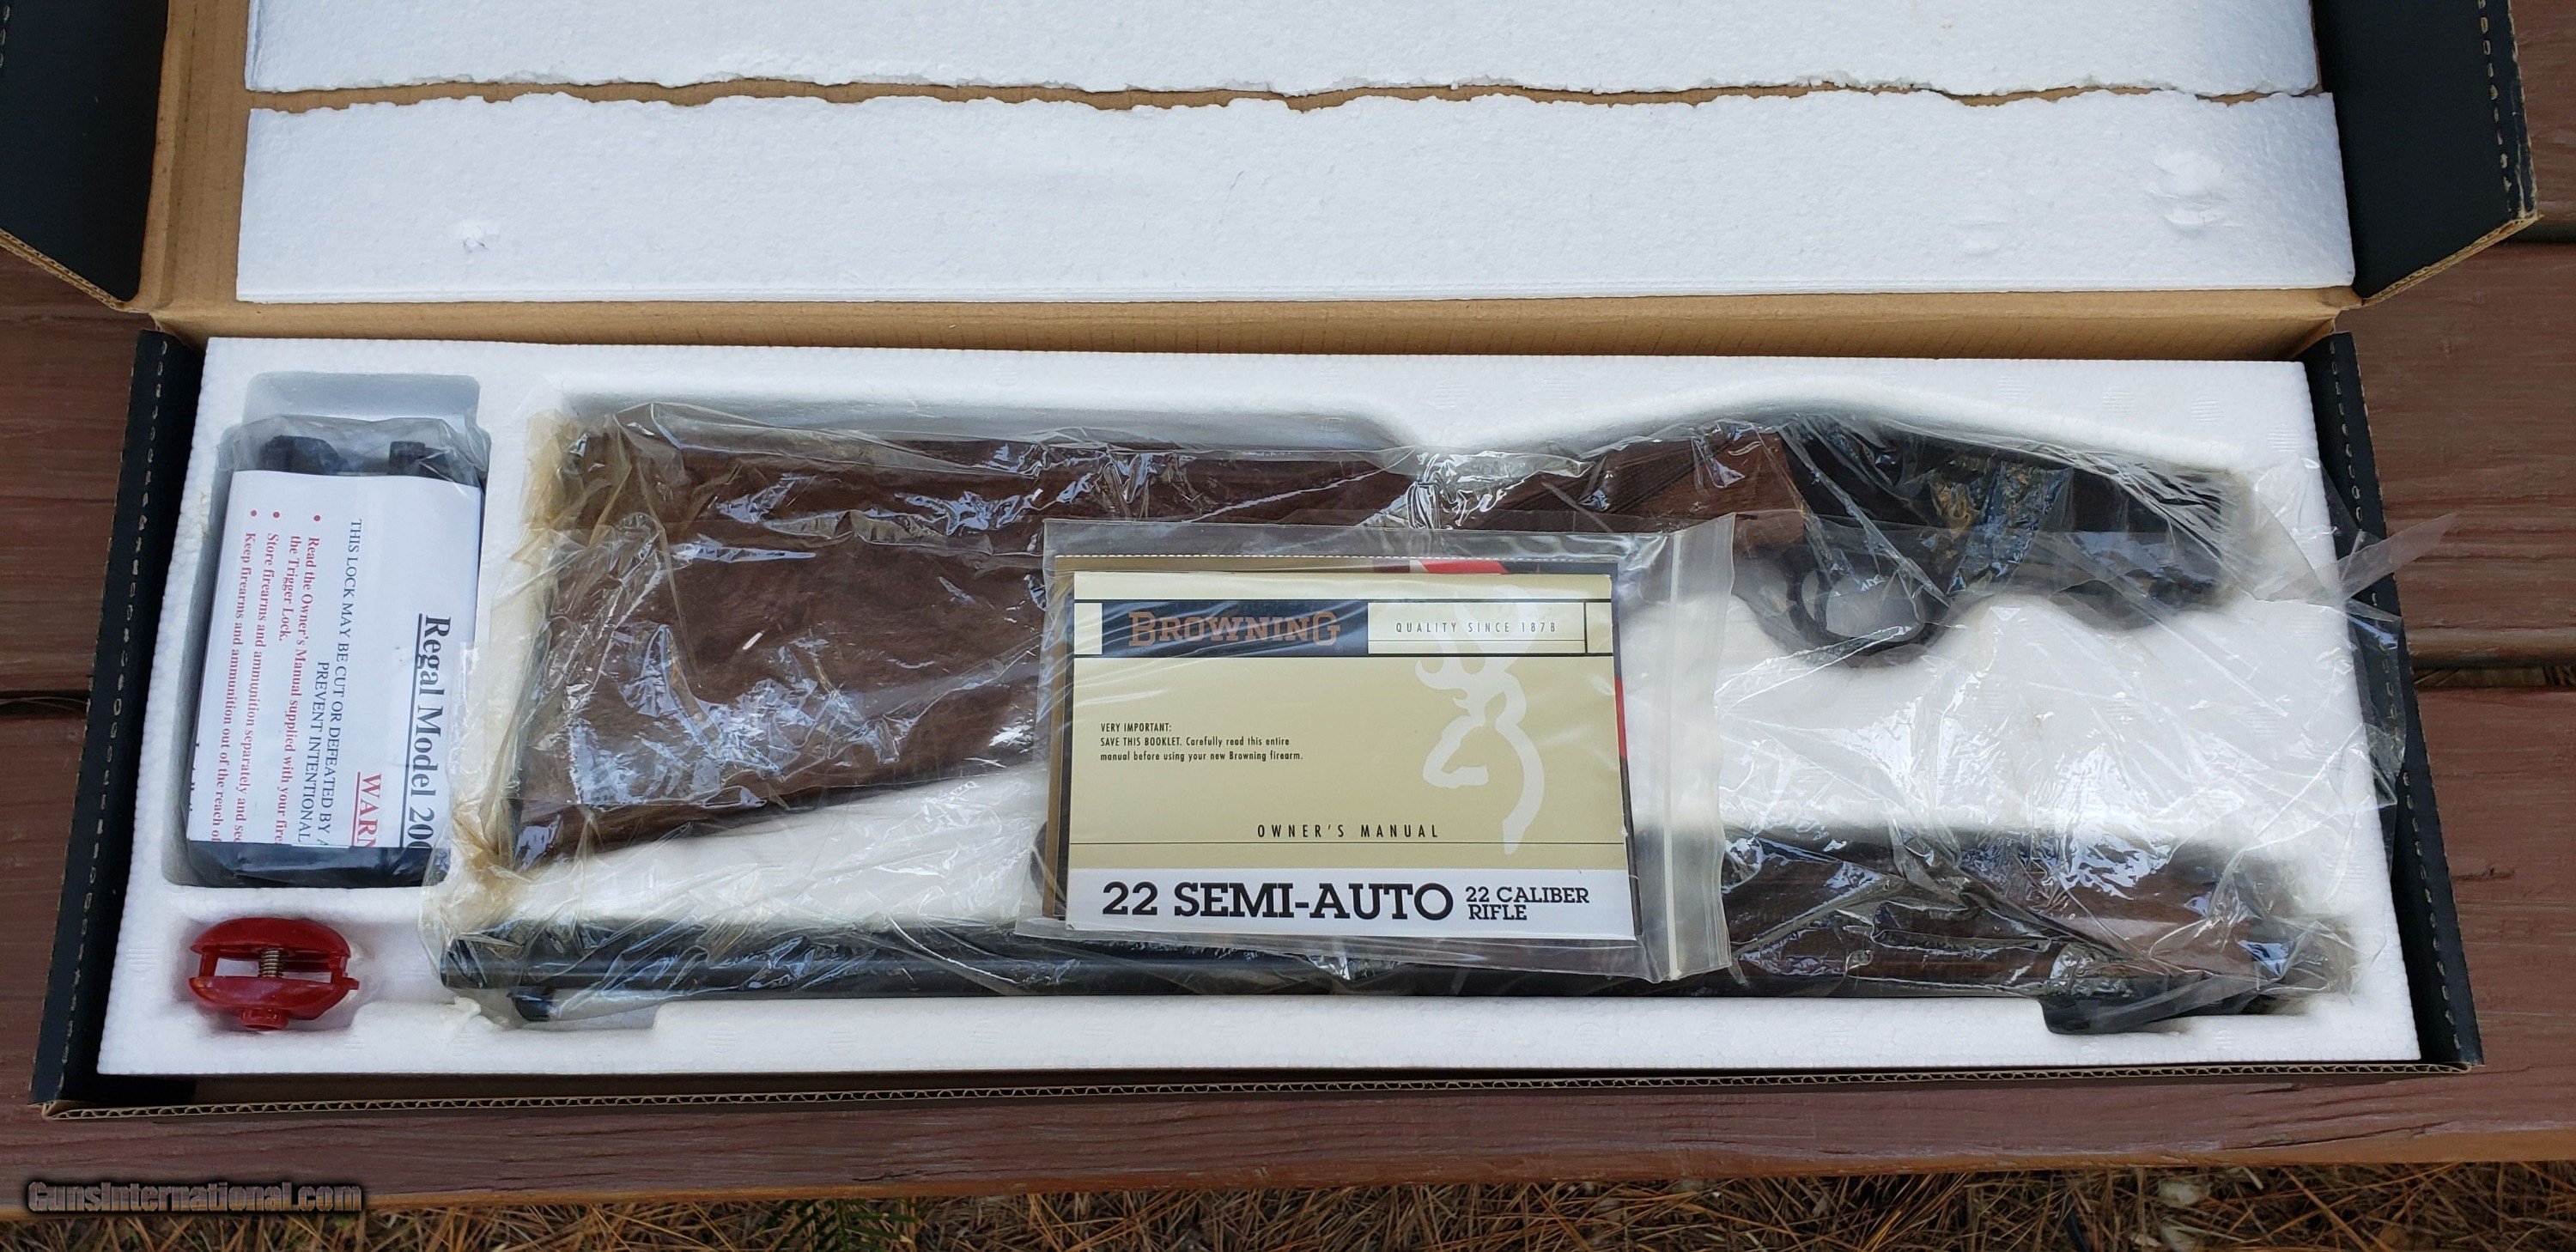 BROWNING
QUALITY SINCE 1878
VERY IMPORTANT:
SAVE THIS BOOKLET. Carefully read this entire
manual before using your new Browning firearm.
OWNER'S MANUAL
22 SEMI-AUTO 22 CALIBER
RIFLE
Regal Model 200
WARN
THIS LOCK MAY BE CUT OR DEFEATED BY A
PREVENT INTENTIONAL
• Read the Owner's Manual supplied with your fire
the Trigger Lock.
• Store firearms and ammunition separately and sec
• Keep firearms and ammunition out of the reach of
GunsInternational.com